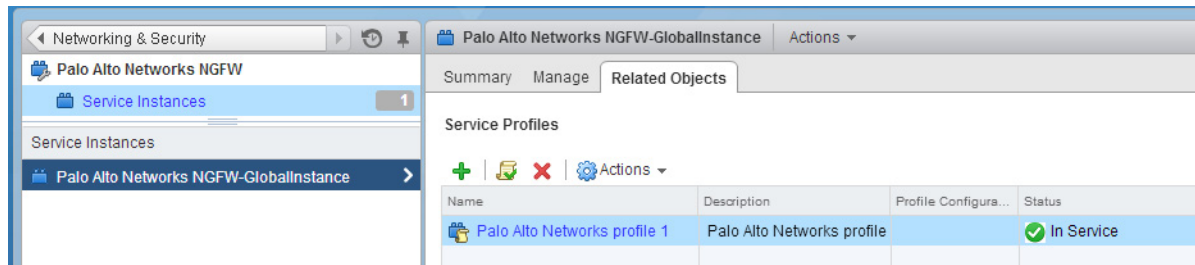 Networking & Security
Palo Alto Networks NGFW
Service Instances 1
Service Instances
Palo Alto Networks NGFW-GlobalInstance
Palo Alto Networks NGFW-GlobalInstance Actions
Summary Manage Related Objects
Service Profiles
Actions
Name Description Profile Configura... Status
Palo Alto Networks profile 1 Palo Alto Networks profile In Service